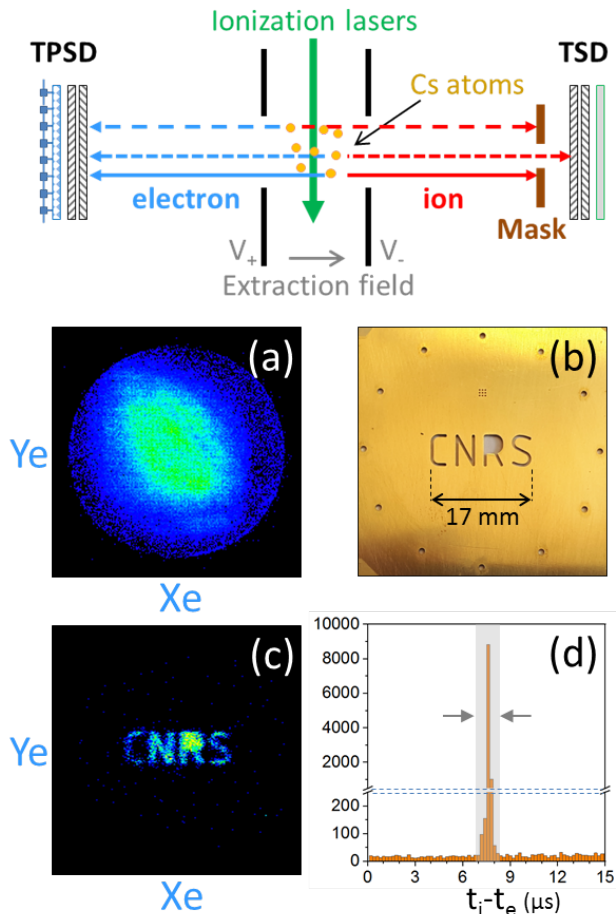 Ionization lasers
TPSD
TSD
Cs atoms
electron
ion
Mask
V₊
V₋
Extraction field
(a)
Ye
Xe
(b)
CNRS
17 mm
(c)
CNRS
Ye
Xe
(d)
10000
8000
6000
4000
2000
200
100
0
0 3 6 9 12 15
tᵢ-tₑ (μs)